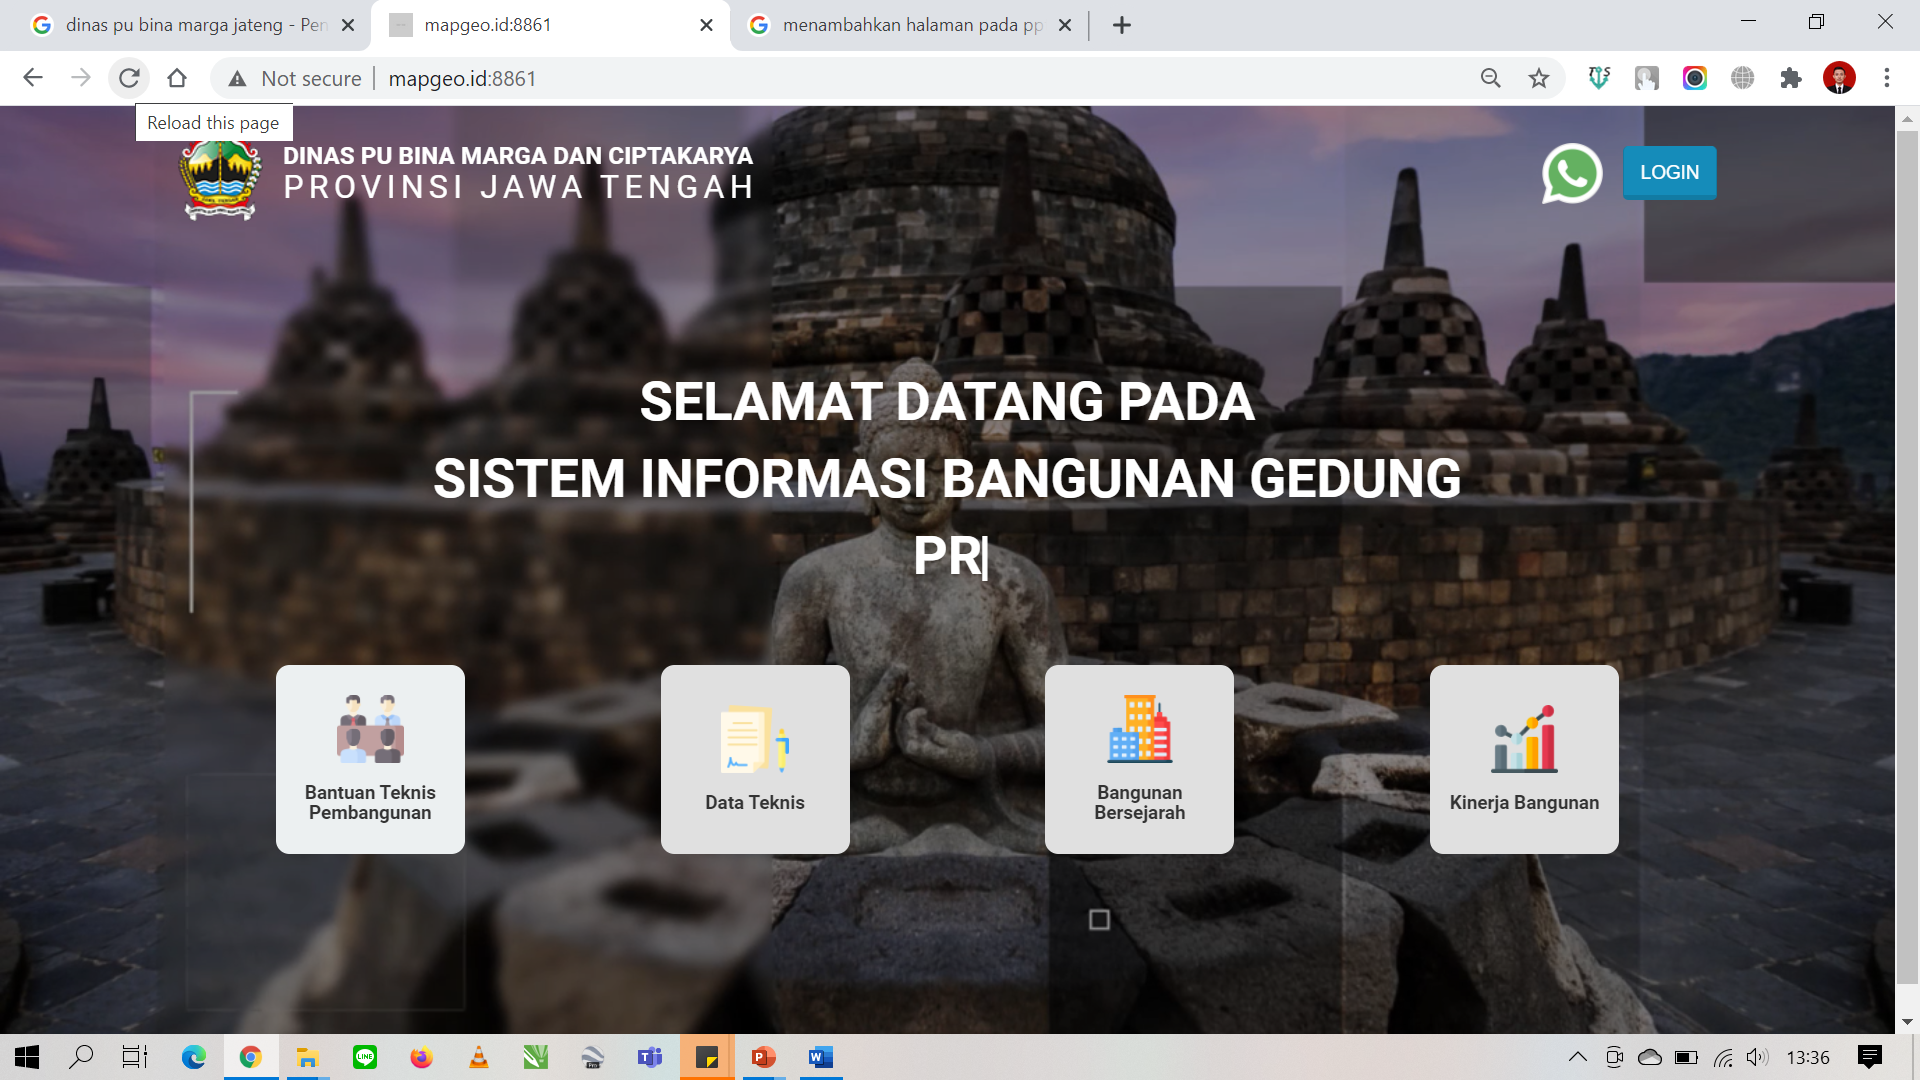 dinas pu bina marga jateng - Pen
mapgeo.id:8861
menambahkan halaman pada pp
Not secure
mapgeo.id:8861
Reload this page
DINAS PU BINA MARGA DAN CIPTAKARYA
PROVINSI JAWA TENGAH
LOGIN
SELAMAT DATANG PADA
SISTEM INFORMASI BANGUNAN GEDUNG
PR
Bantuan Teknis
Pembangunan
Data Teknis
Bangunan
Bersejarah
Kinerja Bangunan
13:36